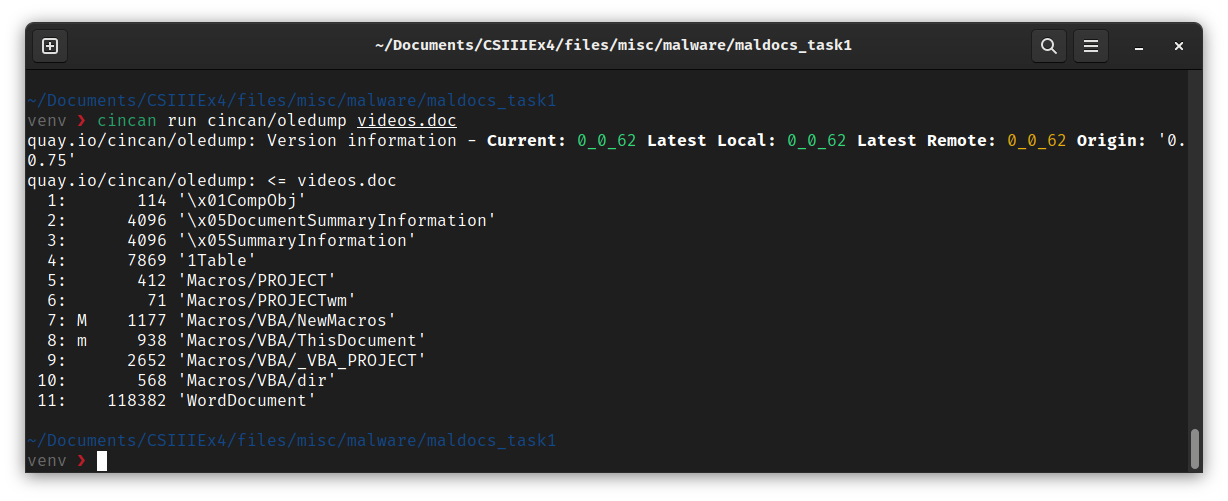 ~/Documents/CSIIIEx4/files/misc/malware/maldocs_task1
~/Documents/CSIIIEx4/files/misc/malware/maldocs_task1
venv ❯ cincan run cincan/oledump videos.doc
quay.io/cincan/oledump: Version information - Current: 0_0_62 Latest Local: 0_0_62 Latest Remote: 0_0_62 Origin: '0.
0.75'
quay.io/cincan/oledump: <= videos.doc
  1:       114 '\x01CompObj'
  2:      4096 '\x05DocumentSummaryInformation'
  3:      4096 '\x05SummaryInformation'
  4:      7869 '1Table'
  5:       412 'Macros/PROJECT'
  6:        71 'Macros/PROJECTwm'
  7: M    1177 'Macros/VBA/NewMacros'
  8: m     938 'Macros/VBA/ThisDocument'
  9:      2652 'Macros/VBA/_VBA_PROJECT'
 10:       568 'Macros/VBA/dir'
 11:    118382 'WordDocument'
~/Documents/CSIIIEx4/files/misc/malware/maldocs_task1
venv ❯